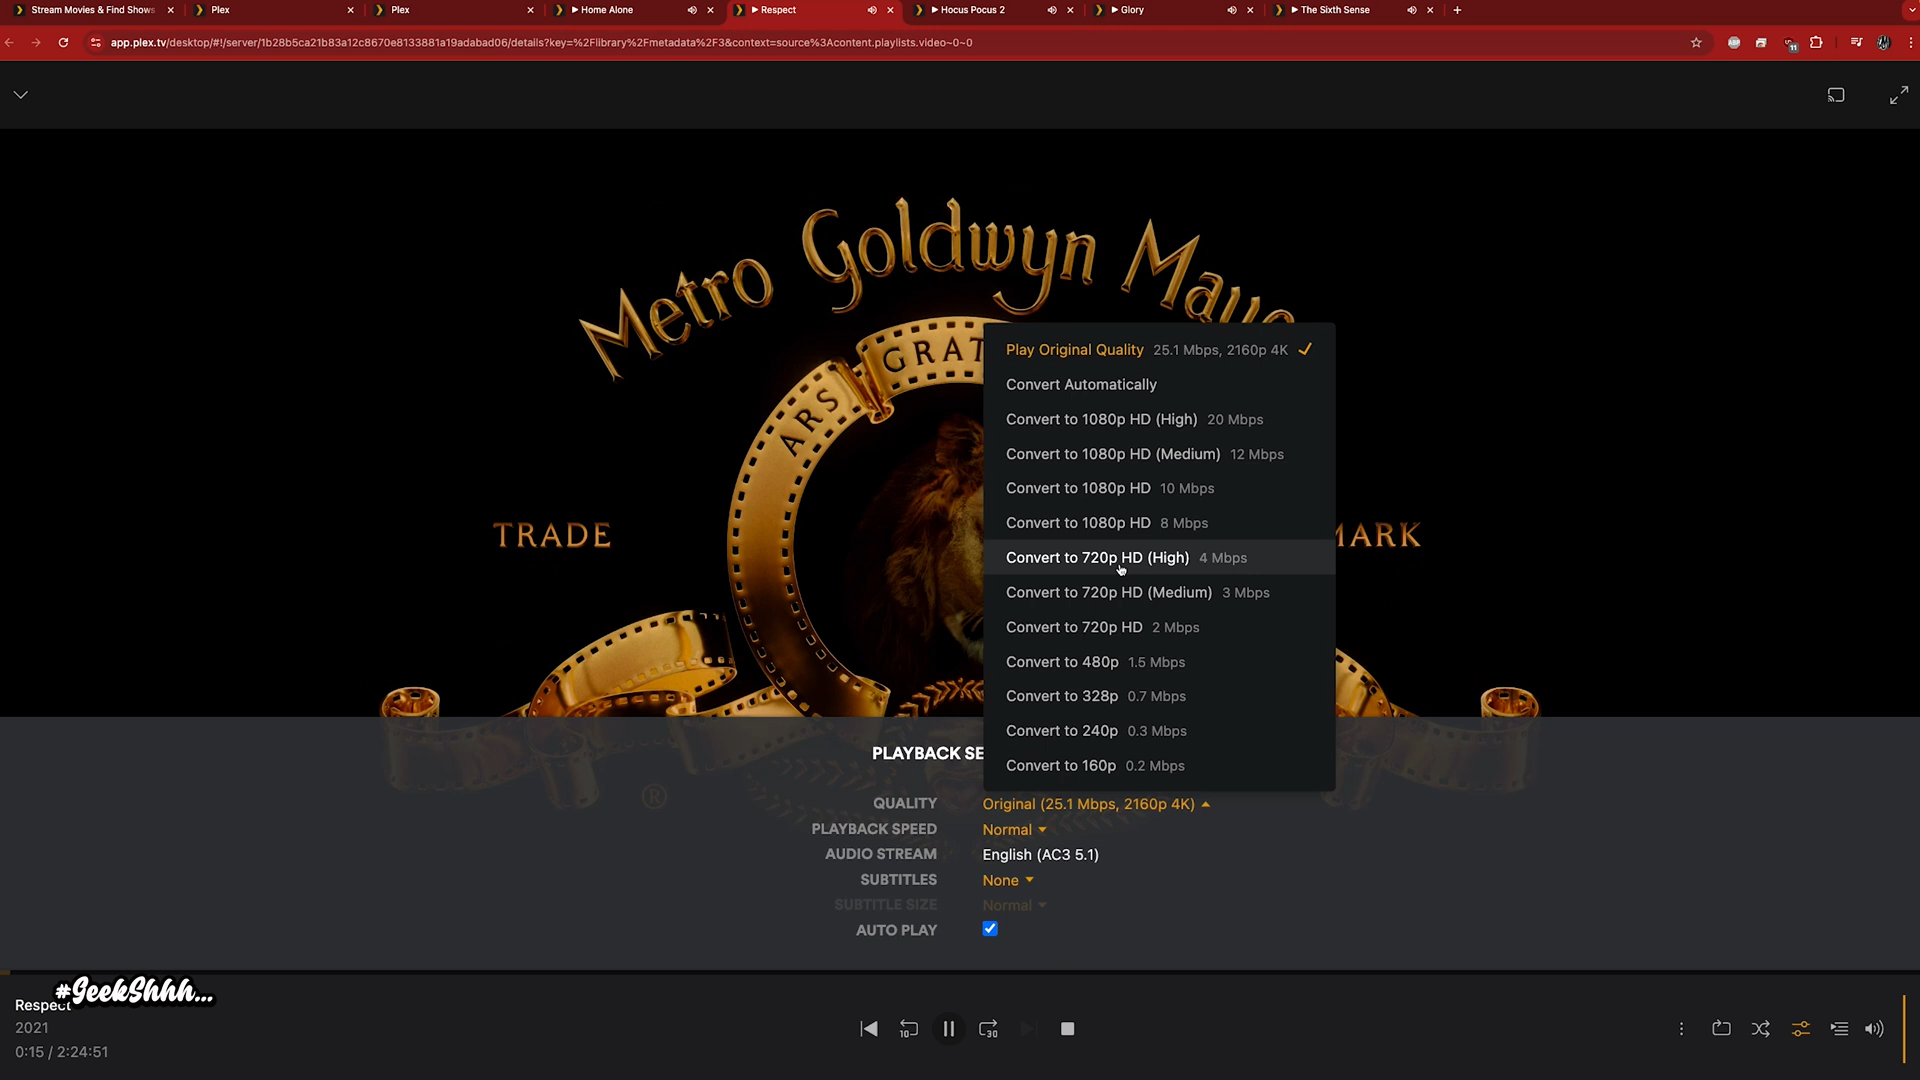 Stream Movies & Find Shows
Plex
Plex
Home Alone
Respect
Hocus Pocus 2
Glory
The Sixth Sense
app.plex.tv/desktop/#!/server/1b28b5ca21b83a12c8670e8133881a19adabad06/details?key=%2Flibrary%2Fmetadata%2F3&context=source%3Acontent.playlists.video~0~0
11
Metro Goldwyn Maye
ARS GRAT
TRADE
MARK
®
Play Original Quality 25.1 Mbps, 2160p 4K
Convert Automatically
Convert to 1080p HD (High) 20 Mbps
Convert to 1080p HD (Medium) 12 Mbps
Convert to 1080p HD 10 Mbps
Convert to 1080p HD 8 Mbps
Convert to 720p HD (High) 4 Mbps
Convert to 720p HD (Medium) 3 Mbps
Convert to 720p HD 2 Mbps
Convert to 480p 1.5 Mbps
Convert to 328p 0.7 Mbps
Convert to 240p 0.3 Mbps
Convert to 160p 0.2 Mbps
PLAYBACK SE
QUALITY Original (25.1 Mbps, 2160p 4K)
PLAYBACK SPEED Normal
AUDIO STREAM English (AC3 5.1)
SUBTITLES None
SUBTITLE SIZE Normal
AUTO PLAY
#GeekShhh...
Respect
2021
0:15 / 2:24:51
10
30